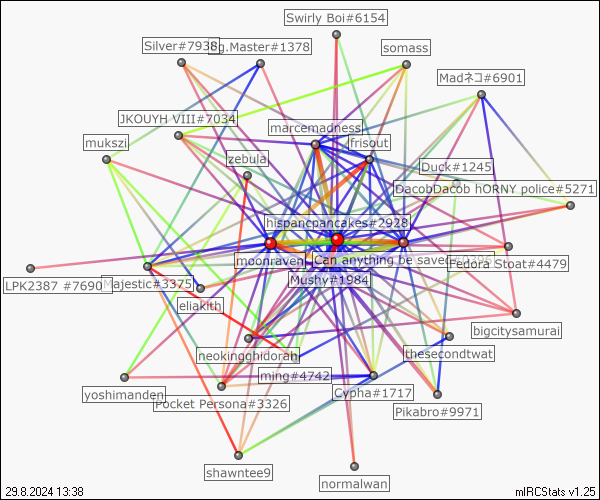 Swirly Boi#6154
Silver#7938
g.Master#1378
somass
Madネコ#6901
JKOUYH VIII#7034
marcemadness
frisout
mukszi
zebula
Duck#1245
DacobDacob hORNY police#5271
hispancpancakes#2928
moonraven
Can anything be saved
Fedora Stoat#4479
LPK2387 #7690
Majestic#3375
Mushy#1984
eliakith
bigcitysamurai
neokingghidorah
thesecondtwat
ming#4742
yoshimanden
Pocket Persona#3326
Cypha#1717
Pikabro#9971
shawntee9
normalwan
29.8.2024 13:38
mIRCStats v1.25